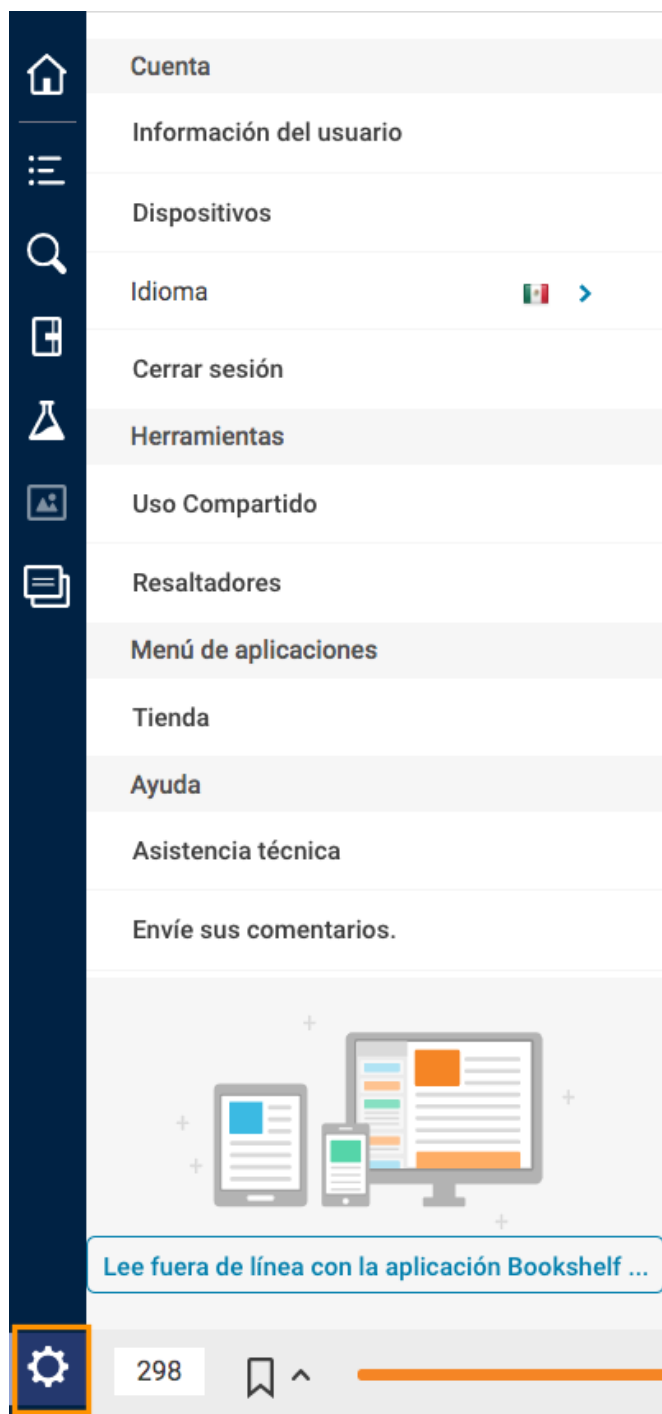 Cuenta
Información del usuario
Dispositivos
Idioma
Cerrar sesión
Herramientas
Uso Compartido
Resaltadores
Menú de aplicaciones
Tienda
Ayuda
Asistencia técnica
Envíe sus comentarios.
Lee fuera de línea con la aplicación Bookshelf ...
298